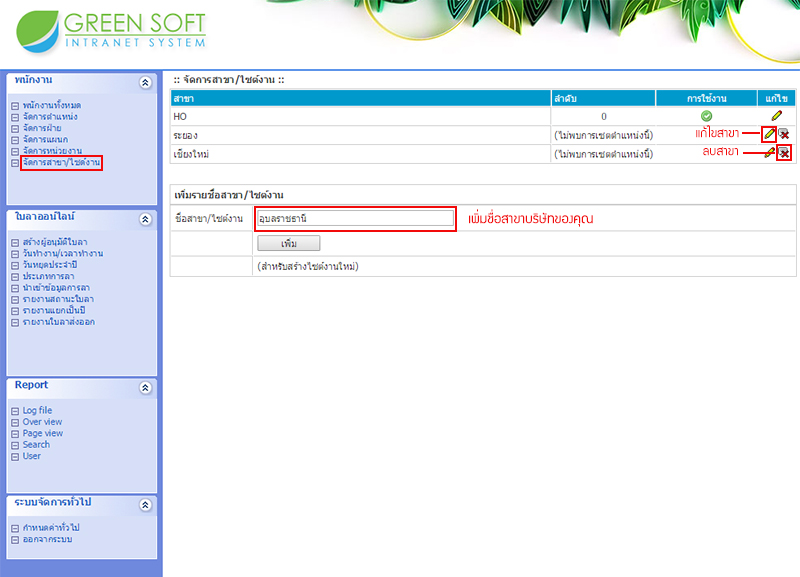 GREEN SOFT
INTRANET SYSTEM
พนักงาน
พนักงานทั้งหมด
จัดการตำแหน่ง
จัดการฝ่าย
จัดการแผนก
จัดการหน่วยงาน
จัดการสาขา/ไซต์งาน
ใบลาออนไลน์
สร้างผู้อนุมัติใบลา
วันทำงาน/เวลาทำงาน
วันหยุดประจำปี
ประเภทการลา
นำเข้าข้อมูลการลา
รายงานสถานะใบลา
รายงานแยกเป็นปี
รายงานใบลาส่งออก
Report
Log file
Over view
Page view
Search
User
ระบบจัดการทั่วไป
กำหนดค่าทั่วไป
ออกจากระบบ
:: จัดการสาขา/ไซต์งาน ::
สาขา ลำดับ การใช้งาน แก้ไข
HO 0
ระยอง (ไม่พบการเซตตำแหน่งนี้) แก้ไขสาขา
เชียงใหม่ (ไม่พบการเซตตำแหน่งนี้) ลบสาขา
เพิ่มรายชื่อสาขา/ไซต์งาน
ชื่อสาขา/ไซต์งาน อุบลราชธานี เพิ่มชื่อสาขาบริษัทของคุณ
เพิ่ม
(สำหรับสร้างไซต์งานใหม่)